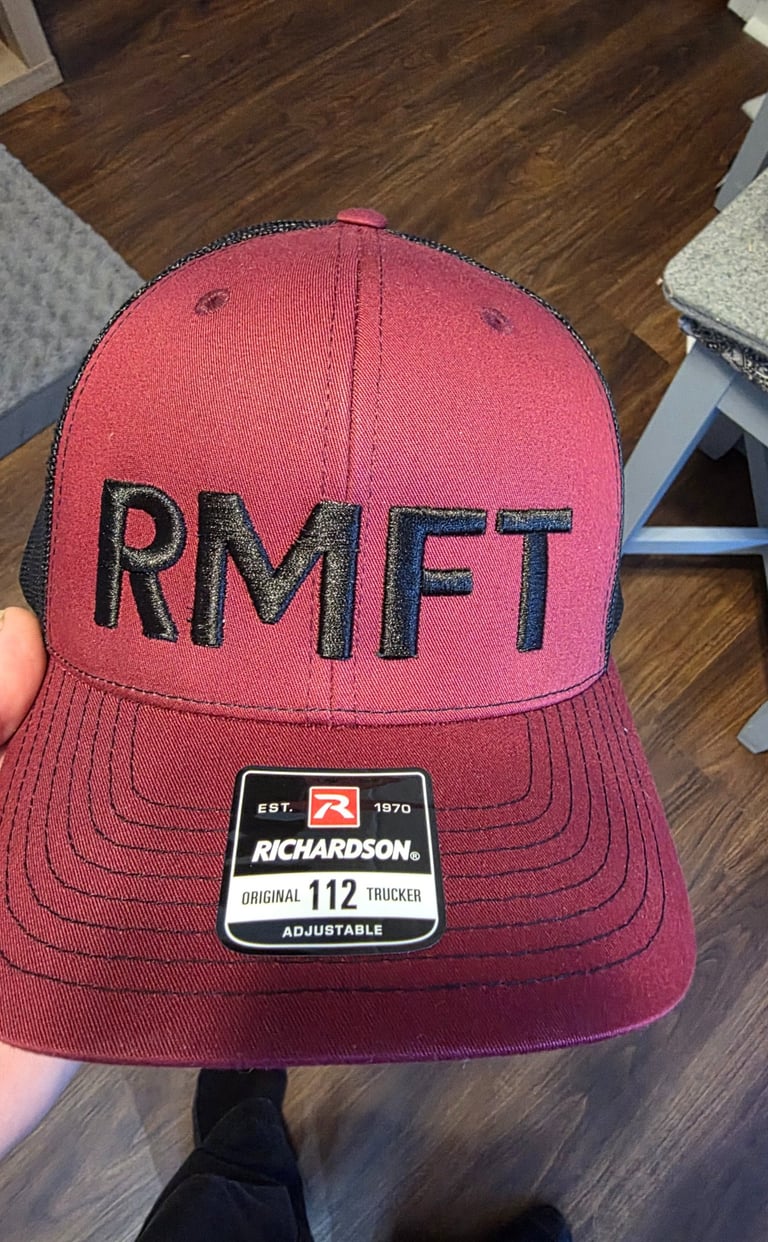 RMFT
EST. R 1970
RICHARDSON®
ORIGINAL 112 TRUCKER
ADJUSTABLE